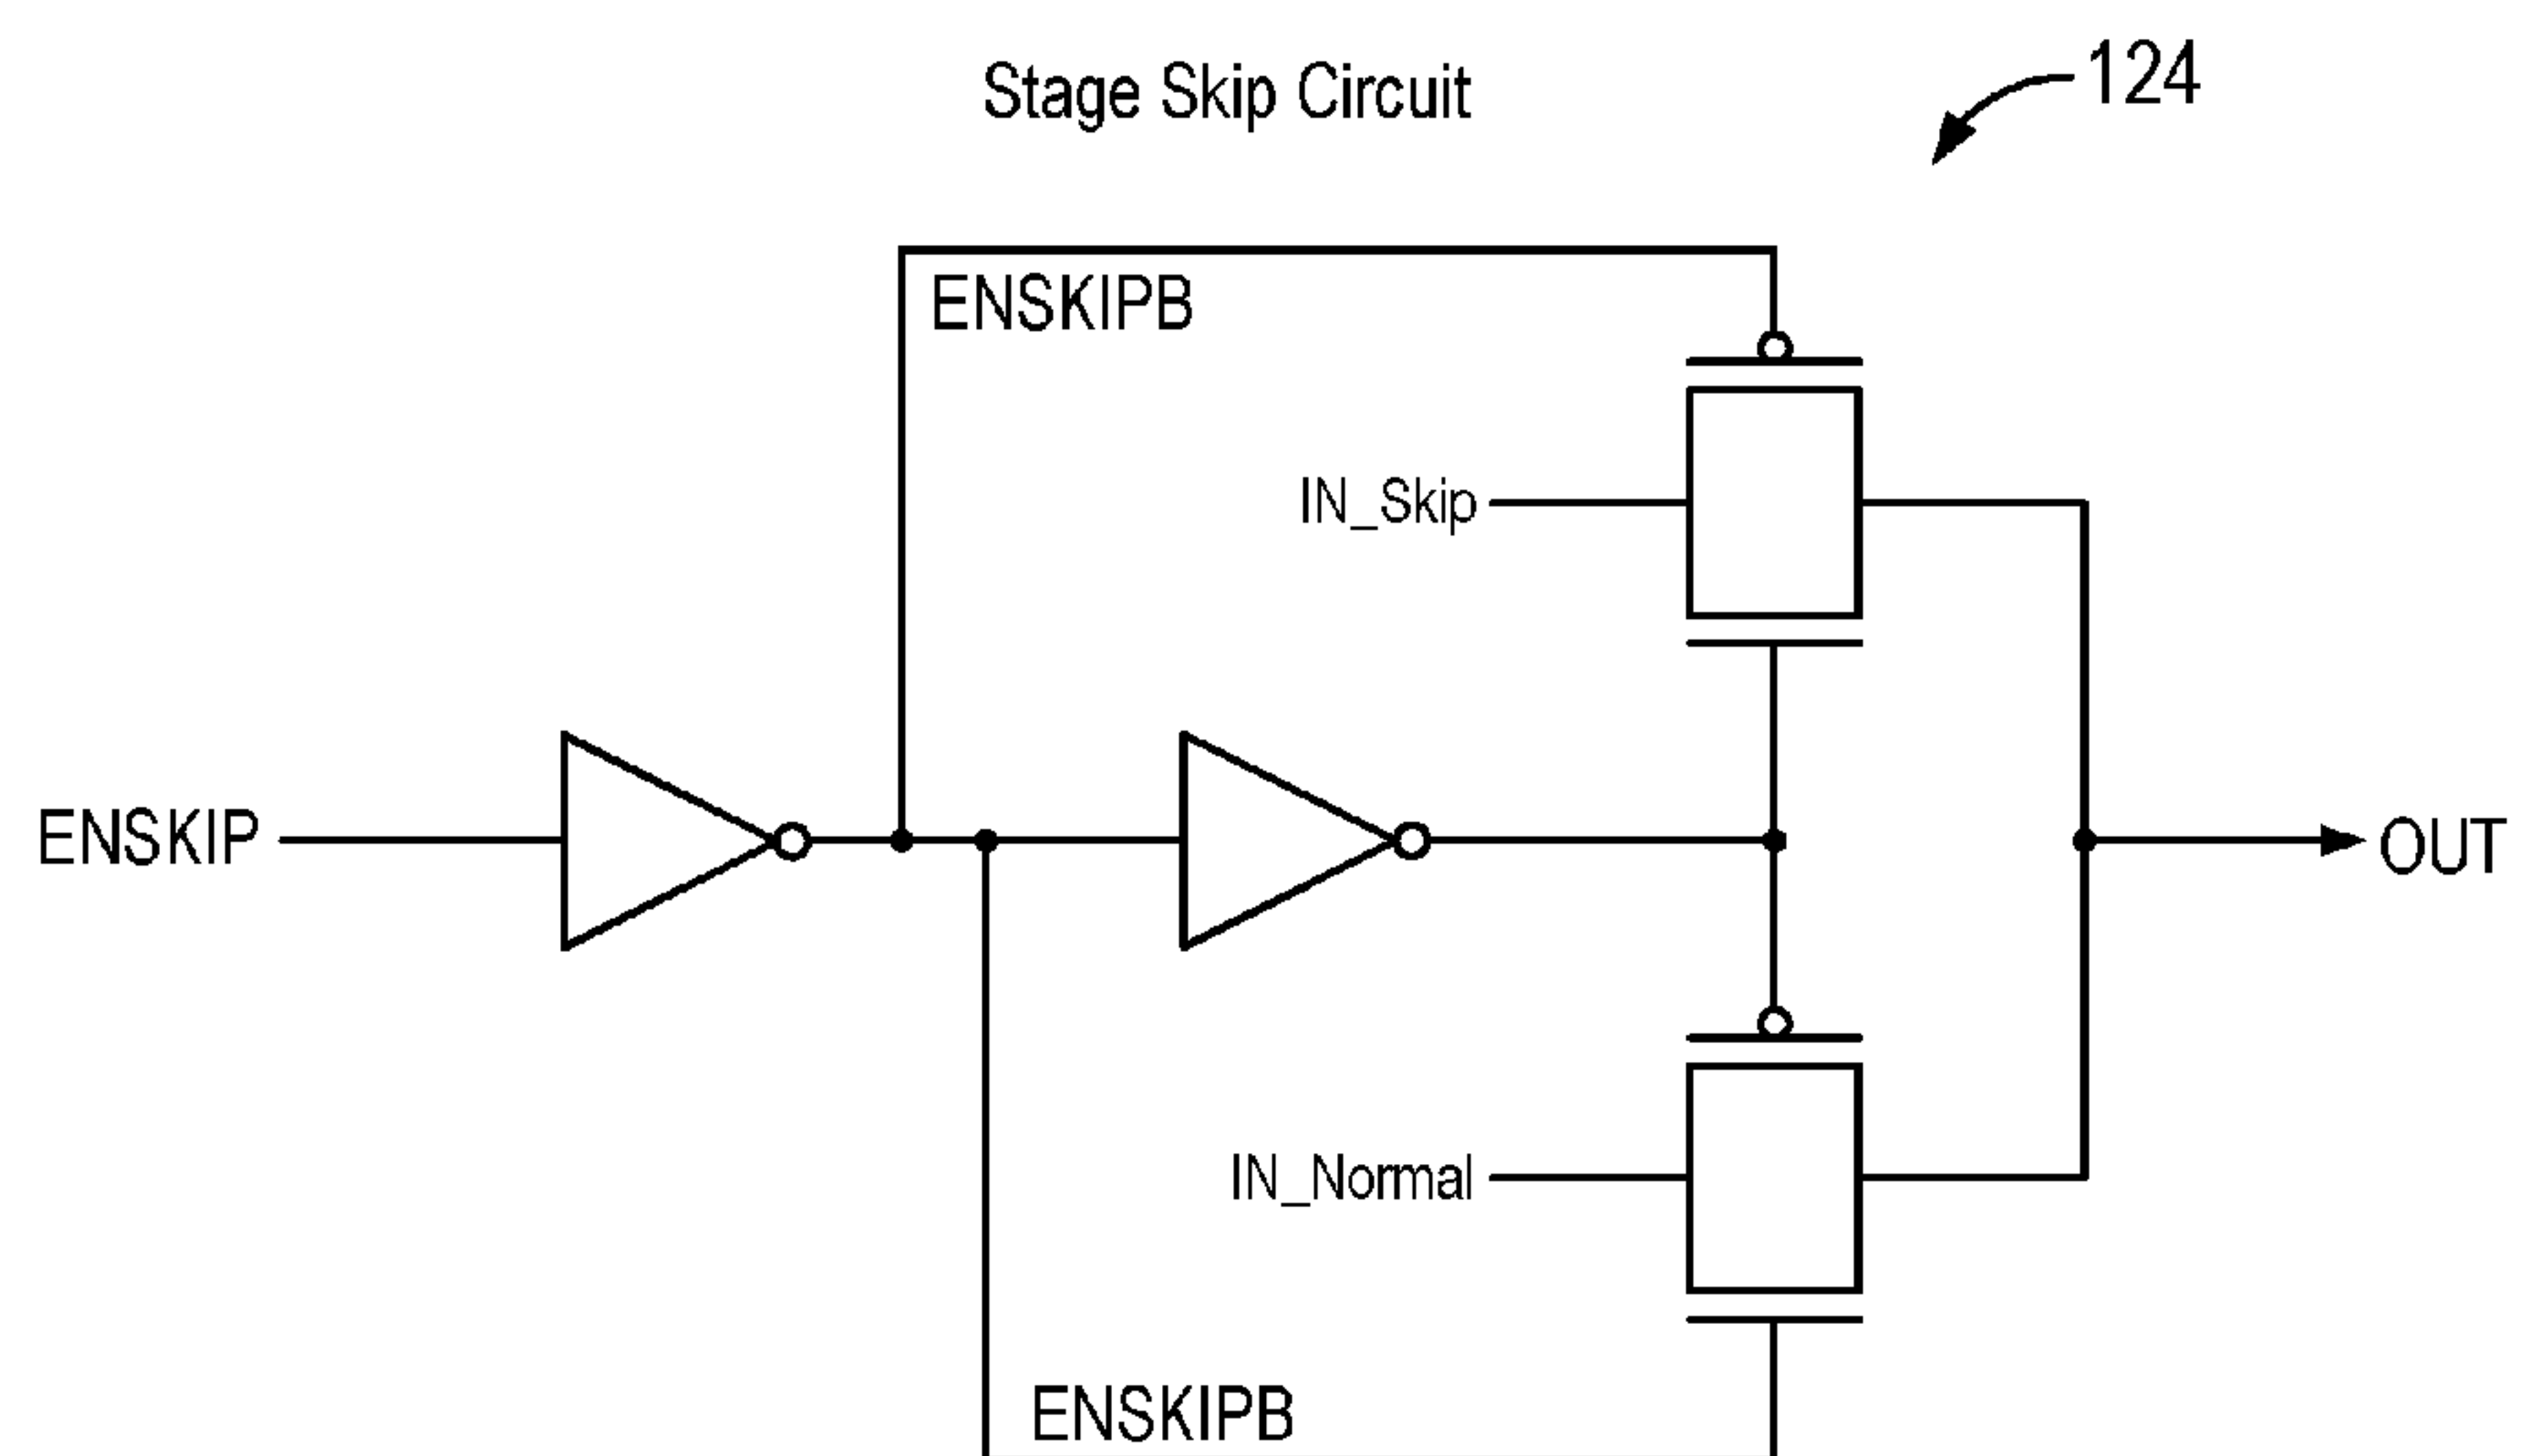 Stage Skip Circuit
124
ENSKIPB
IN_Skip
ENSKIP
OUT
IN_Normal
ENSKIPB